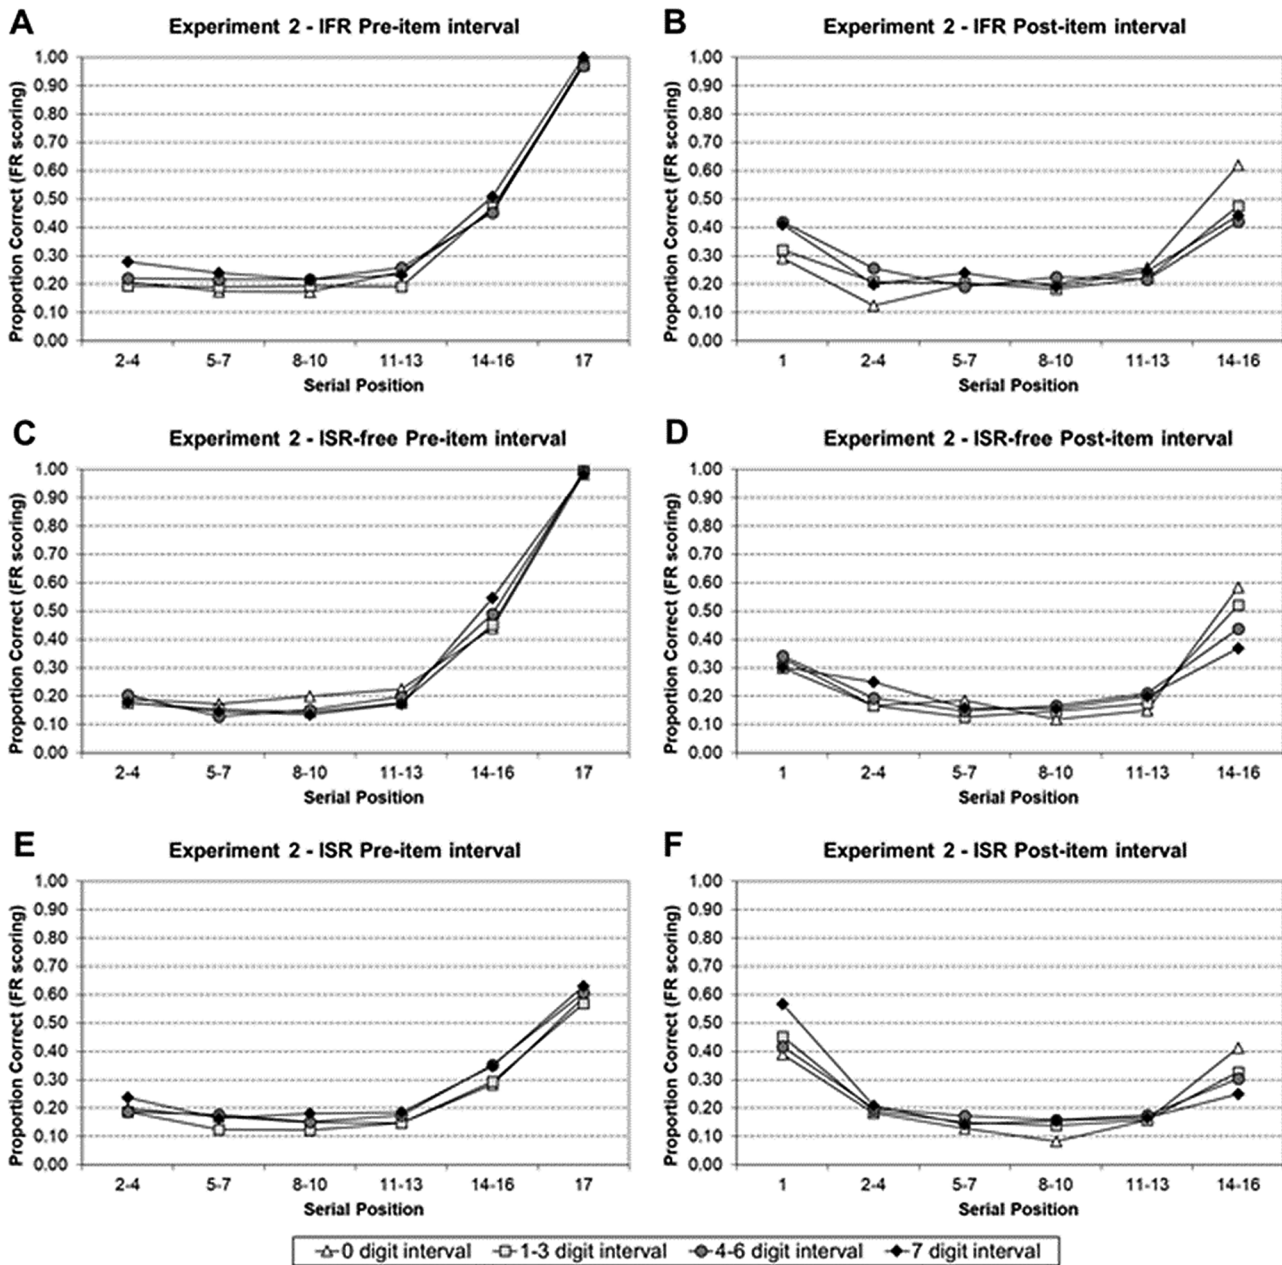 A
Experiment 2 - IFR Pre-item interval
Proportion Correct (FR scoring)
1.00
0.90
0.80
0.70
0.60
0.50
0.40
0.30
0.20
0.10
0.00
2-4 5-7 8-10 11-13 14-16 17
Serial Position
B
Experiment 2 - IFR Post-item interval
Proportion Correct (FR scoring)
1.00
0.90
0.80
0.70
0.60
0.50
0.40
0.30
0.20
0.10
0.00
1 2-4 5-7 8-10 11-13 14-16
Serial Position
C
Experiment 2 - ISR-free Pre-item interval
Proportion Correct (FR scoring)
1.00
0.90
0.80
0.70
0.60
0.50
0.40
0.30
0.20
0.10
0.00
2-4 5-7 8-10 11-13 14-16 17
Serial Position
D
Experiment 2 - ISR-free Post-item interval
Proportion Correct (FR scoring)
1.00
0.90
0.80
0.70
0.60
0.50
0.40
0.30
0.20
0.10
0.00
1 2-4 5-7 8-10 11-13 14-16
Serial Position
E
Experiment 2 - ISR Pre-item interval
Proportion Correct (FR scoring)
1.00
0.90
0.80
0.70
0.60
0.50
0.40
0.30
0.20
0.10
0.00
2-4 5-7 8-10 11-13 14-16 17
Serial Position
F
Experiment 2 - ISR Post-item interval
Proportion Correct (FR scoring)
1.00
0.90
0.80
0.70
0.60
0.50
0.40
0.30
0.20
0.10
0.00
1 2-4 5-7 8-10 11-13 14-16
Serial Position
0 digit interval 1-3 digit interval 4-6 digit interval 7 digit interval